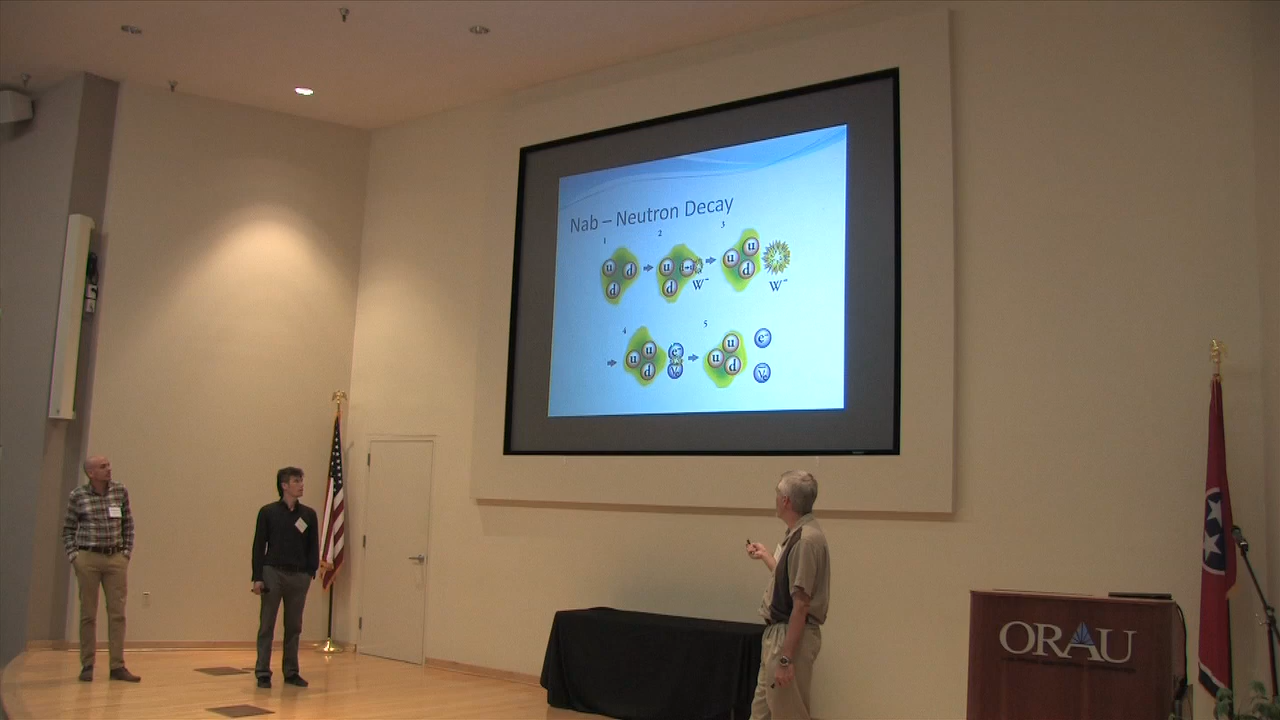 Nab – Neutron Decay
1 2 3
u d d
u d→u d W⁻
u u d W⁻
4 5
u u d e⁻ ν̄e
u u d e⁻ ν̄e
ORAU